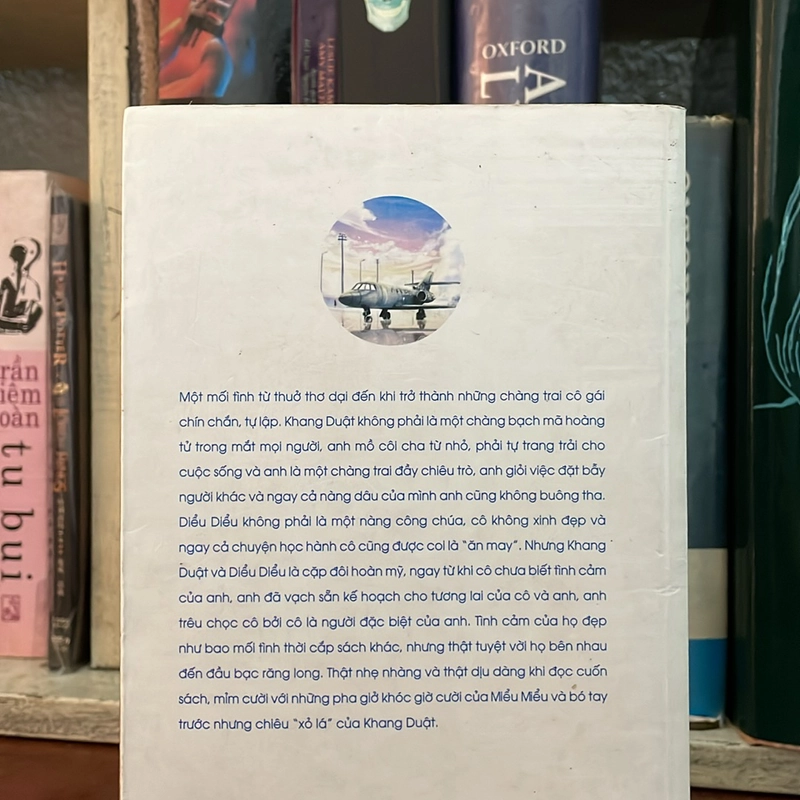 OXFORD
A
L
LESLIE KAM
AMY MALI
rần
iêm
oàn
tu bui
Một mối tình từ thuở thơ dại đến khi trở thành những chàng trai cô gái
chín chắn, tự lập. Khang Duật không phải là một chàng bạch mã hoàng
tử trong mắt mọi người, anh mồ côi cha từ nhỏ, phải tự trang trải cho
cuộc sống và anh là một chàng trai đầy chiêu trò, anh giỏi việc đặt bẫy
người khác và ngay cả nàng dâu của mình anh cũng không buông tha.
Diểu Diểu không phải là một nàng công chúa, cô không xinh đẹp và
ngay cả chuyện học hành cô cũng được coi là "ăn may". Nhưng Khang
Duật và Diểu Diểu là cặp đôi hoàn mỹ, ngay từ khi cô chưa biết tình cảm
của anh, anh đã vạch sẵn kế hoạch cho tương lai của cô và anh, anh
trêu chọc cô bởi cô là người đặc biệt của anh. Tình cảm của họ đẹp
như bao mối tình thời cắp sách khác, nhưng thật tuyệt vời họ bên nhau
đến đầu bạc răng long. Thật nhẹ nhàng và thật dịu dàng khi đọc cuốn
sách, mỉm cười với những pha giở khóc giờ cười của Miểu Miểu và bó tay
trước nhưng chiêu "xỏ lá" của Khang Duật.